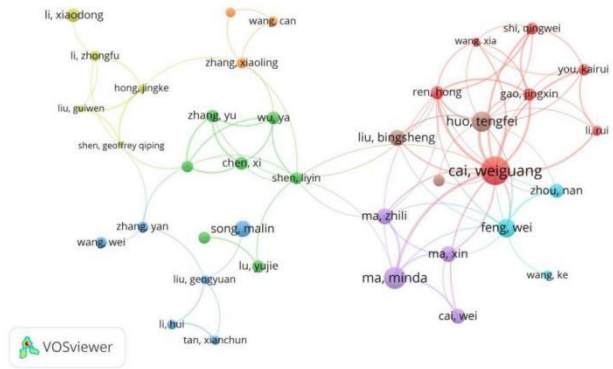 li, xiaodong
wang, can
shi, qingwei
wang, xia
li, zhongfu
zhang, xiaoling
you, kairui
hong, jingke
ren, hong
gao, jingxin
liu, guiwen
zhang, yu
wu, ya
huo, tengfei
li, rui
liu, bingsheng
shen, geoffrey qiping
chen, xi
cai, weiguang
shen, liyin
zhou, nan
ma, zhili
zhang, yan
song, malin
feng, wei
wang, wei
ma, xin
lu, yujie
liu, gengyuan
ma, minda
wang, ke
li, hui
cai, wei
tan, xianchun
VOSviewer